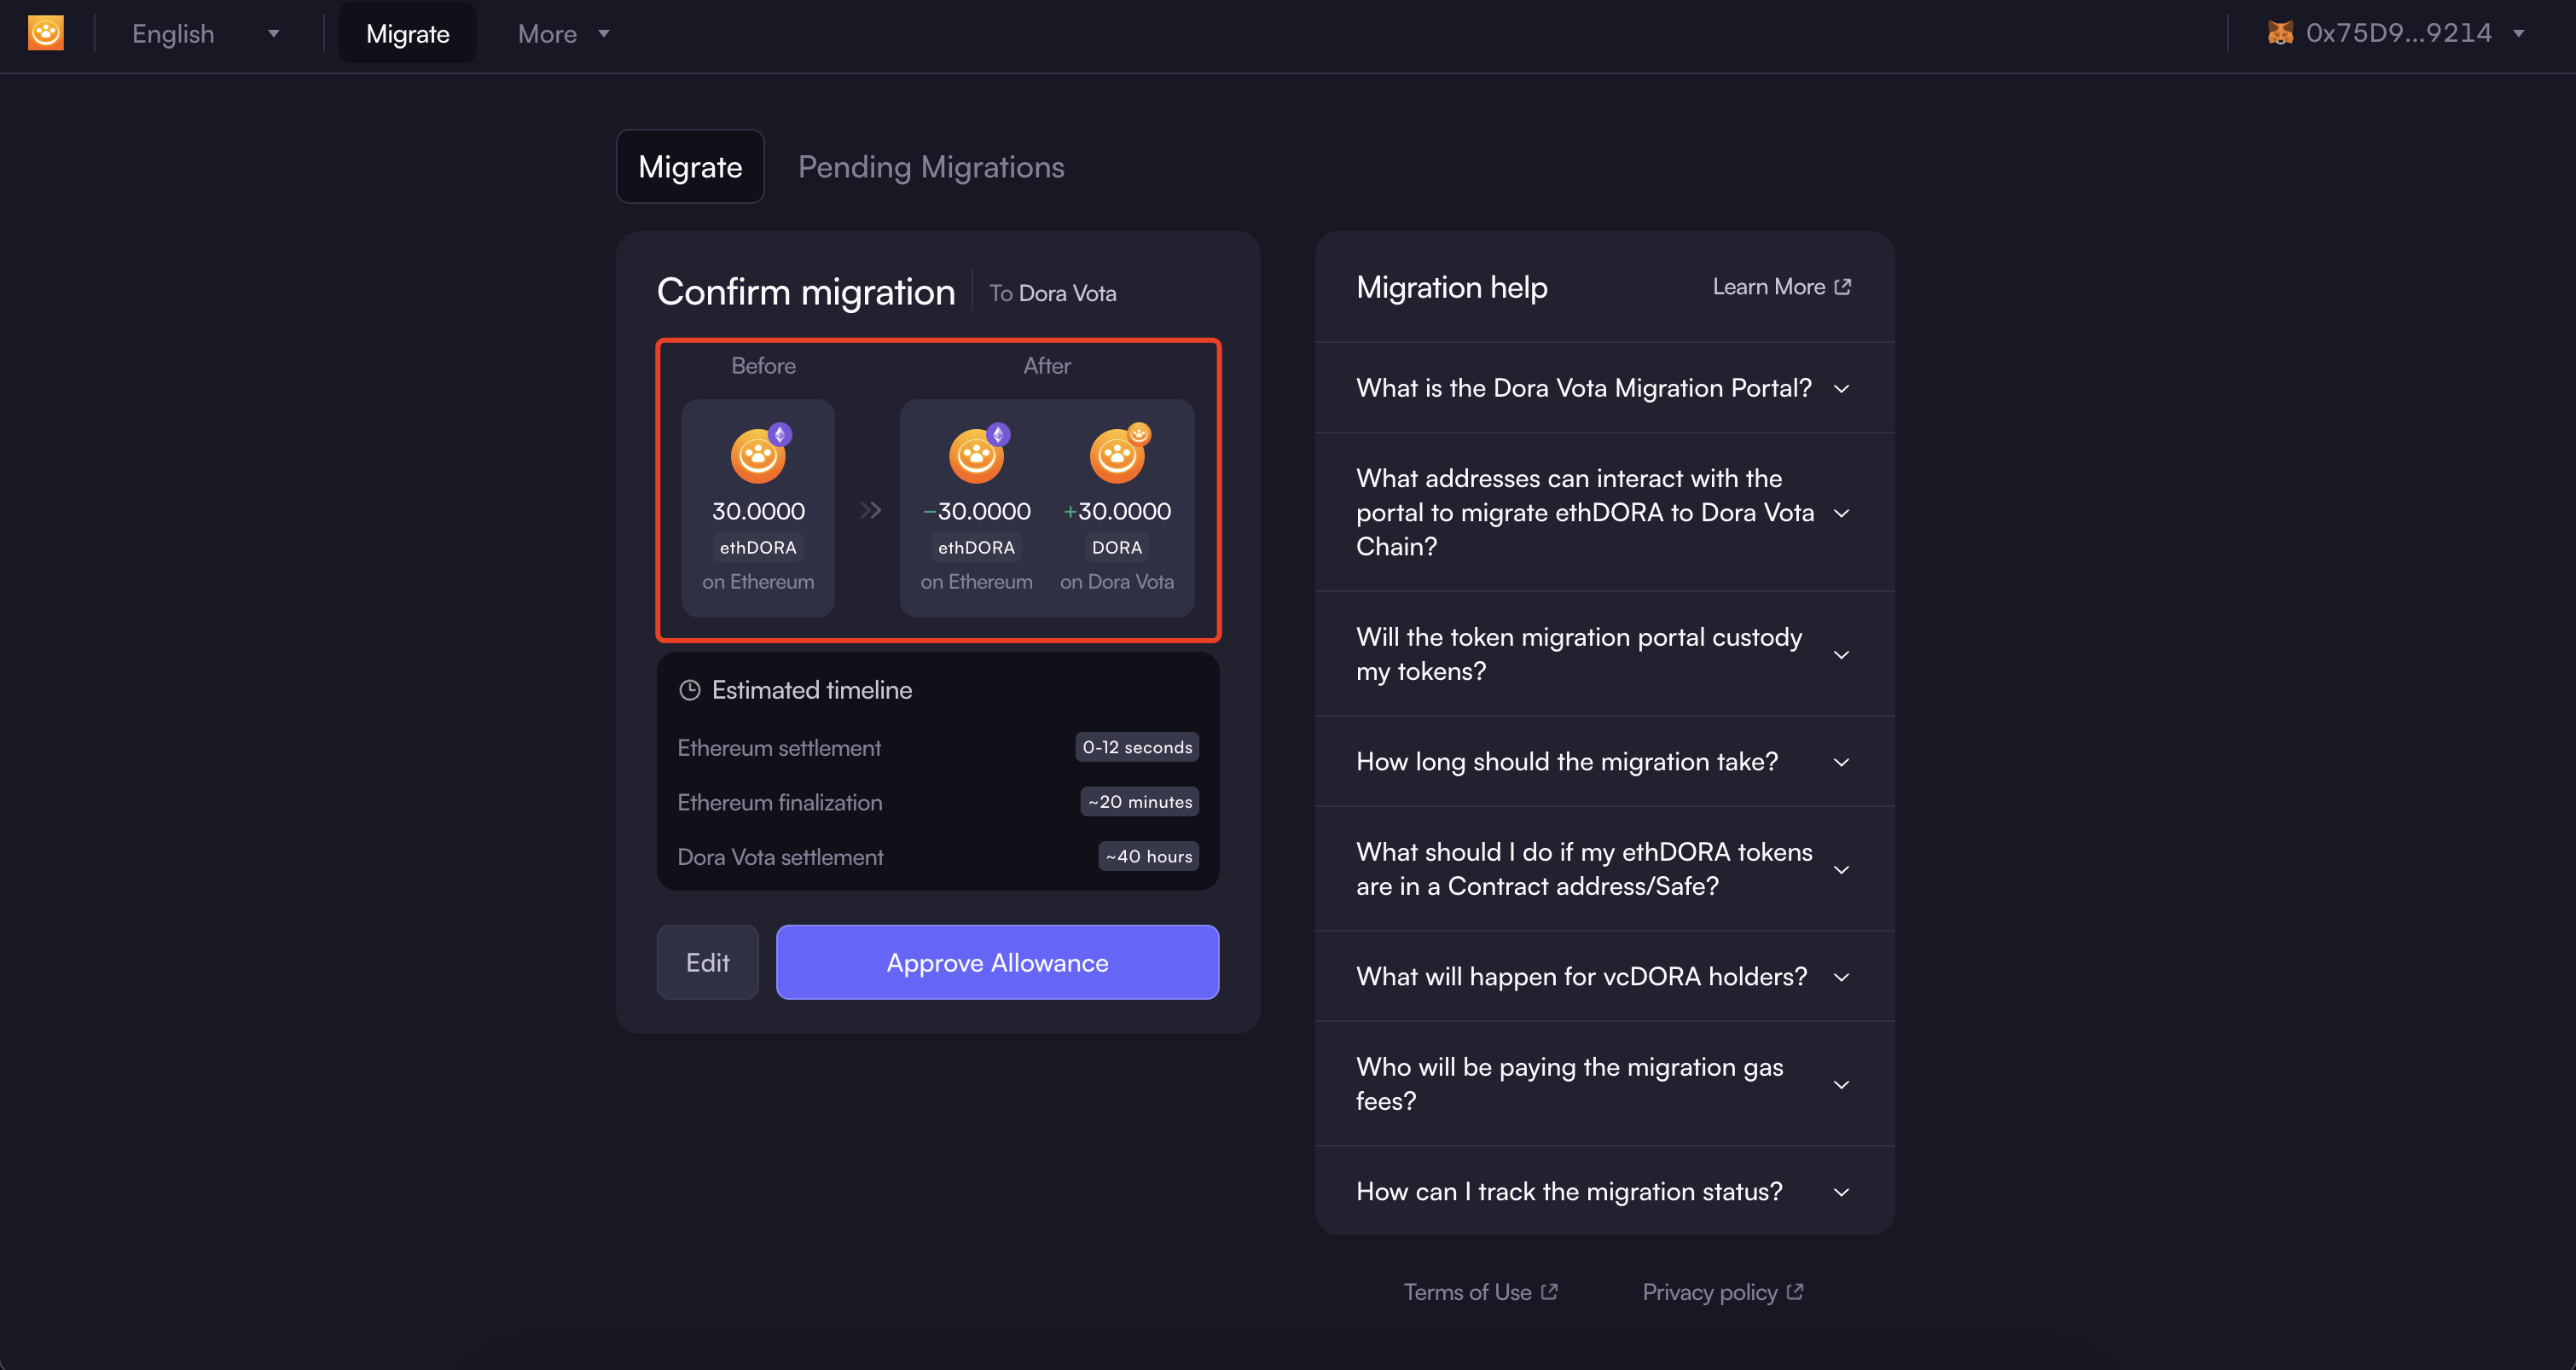 English
Migrate
More
0x75D9...9214
Migrate
Pending Migrations
Confirm migration
To Dora Vota
Before
After
30.0000
ethDORA
on Ethereum
−30.0000
ethDORA
on Ethereum
+30.0000
DORA
on Dora Vota
Estimated timeline
Ethereum settlement
0-12 seconds
Ethereum finalization
~20 minutes
Dora Vota settlement
~40 hours
Edit
Approve Allowance
Migration help
Learn More
What is the Dora Vota Migration Portal?
What addresses can interact with the
portal to migrate ethDORA to Dora Vota
Chain?
Will the token migration portal custody
my tokens?
How long should the migration take?
What should I do if my ethDORA tokens
are in a Contract address/Safe?
What will happen for vcDORA holders?
Who will be paying the migration gas
fees?
How can I track the migration status?
Terms of Use
Privacy policy